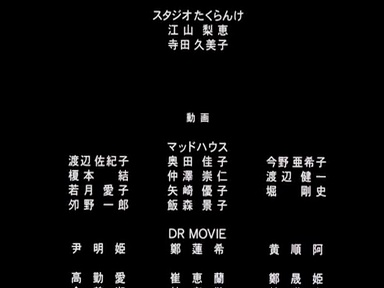 スタジオたくらんけ
江山 梨恵
寺田 久美子
動画
マッドハウス
渡辺 佐紀子 奥田 佳子 今野 亜希子
榎本 結 仲澤 崇仁 渡辺 健一
若月 愛子 矢崎 優子 堀 剛史
夘野 一郎 飯森 景子
DR MOVIE
尹 明姫 鄭 蓮希 黄 順阿
高 勤愛 崔 恵蘭 鄭 晟姫